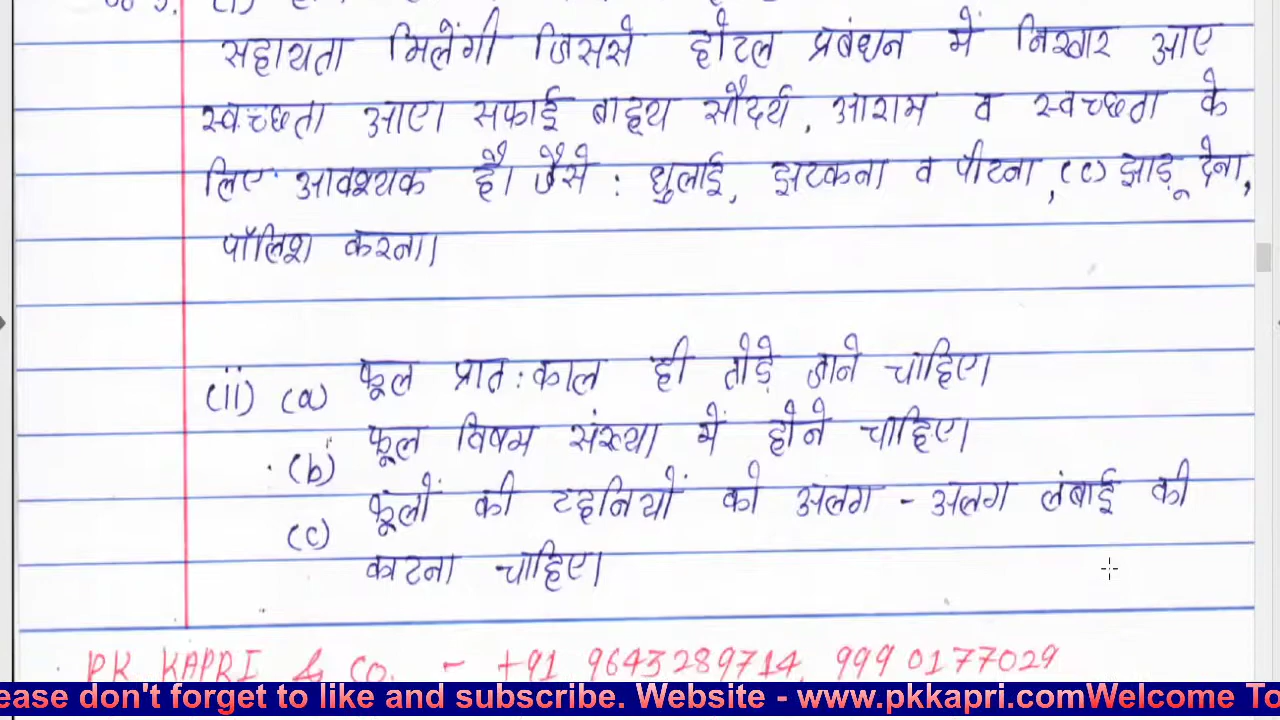 सहायता मिलेंगी जिससे होटल प्रबंधन में निखार आए
स्वच्छता आए। सफाई बाह्रय सौदर्य, आराम व स्वच्छता के
लिए आवश्यक है। जैसे : धुलाई, झटकना व पीटना, (c) झाड़ू देना,
पॉलिश करना।
(ii) (a) फूल प्रात:काल ही तोड़े जाने चाहिए।
(b) फूल विषम संख्या में होने चाहिए।
(c) फूलों की टहनियों को अलग - अलग लंबाई की
काटना चाहिए।
PK KAPRI & CO. - +91 9643289714, 9990177029
ease don't forget to like and subscribe. Website - www.pkkapri.comWelcome To